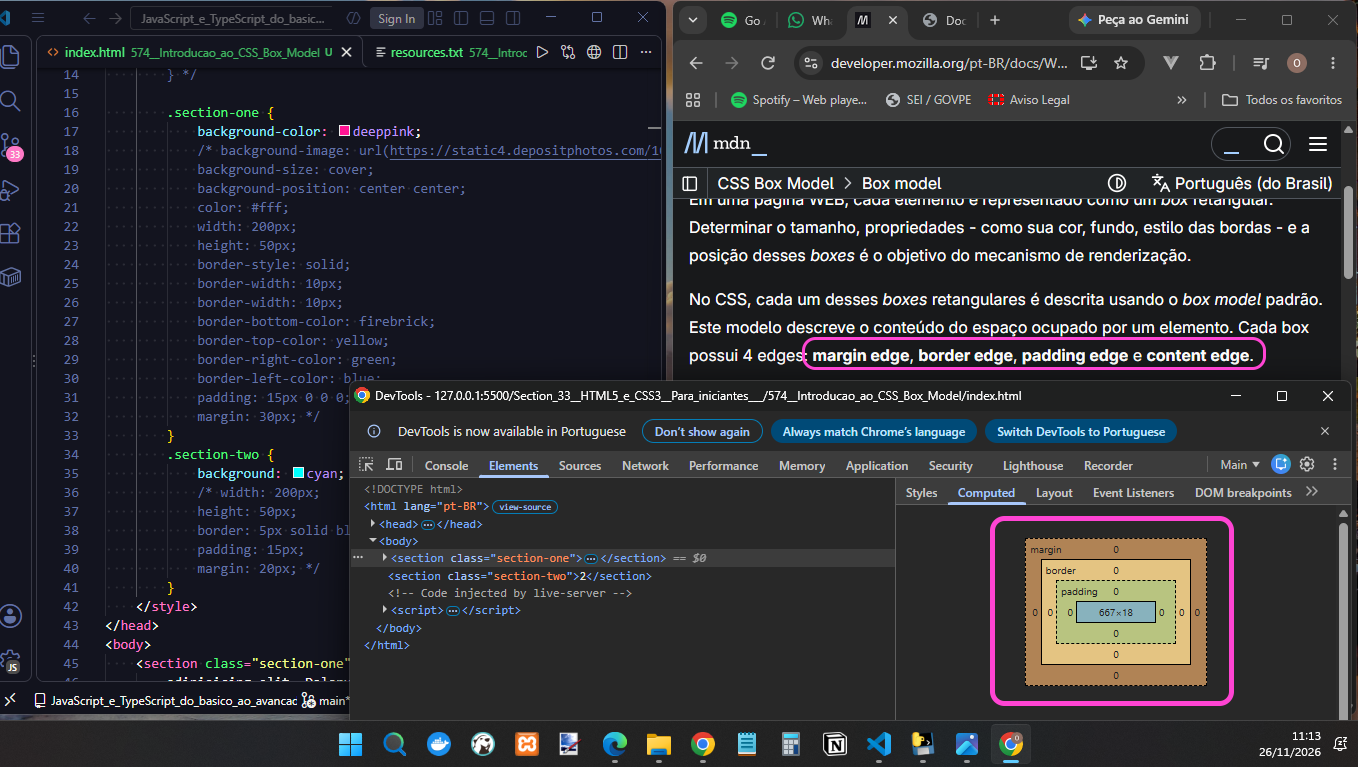 JavaScript_e_TypeScript_do_basic...
Sign In
index.html 574__Introducao_ao_CSS_Box_Model U
resources.txt 574__Introc
14 } */
15
16 .section-one {
17 background-color: deeppink;
18 /* background-image: url(https://static4.depositphotos.com/10
19 background-size: cover;
20 background-position: center center;
21 color: #fff;
22 width: 200px;
23 height: 50px;
24 border-style: solid;
25 border-width: 10px;
26 border-width: 10px;
27 border-bottom-color: firebrick;
28 border-top-color: yellow;
29 border-right-color: green;
30 border-left-color: blue;
31 padding: 15px 0 0 0;
32 margin: 30px; */
33 }
34 .section-two {
35 background: cyan;
36 /* width: 200px;
37 height: 50px;
38 border: 5px solid bl
39 padding: 15px;
40 margin: 20px; */
41 }
42 </style>
43 </head>
44 <body>
45 <section class="section-one"
33
JS
JavaScript_e_TypeScript_do_basico_ao_avancac
main*
Go
Wha
Doc
Peça ao Gemini
developer.mozilla.org/pt-BR/docs/W...
O
Spotify – Web playe...
SEI / GOVPE
Aviso Legal
Todos os favoritos
mdn_
CSS Box Model
Box model
Português (do Brasil)
Em uma página WEB, cada elemento é representado como um box retangular.
Determinar o tamanho, propriedades - como sua cor, fundo, estilo das bordas - e a
posição desses boxes é o objetivo do mecanismo de renderização.
No CSS, cada um desses boxes retangulares é descrita usando o box model padrão.
Este modelo descreve o conteúdo do espaço ocupado por um elemento. Cada box
possui 4 edges: margin edge, border edge, padding edge e content edge.
DevTools - 127.0.0.1:5500/Section_33__HTML5_e_CSS3__Para_iniciantes__/574__Introducao_ao_CSS_Box_Model/index.html
DevTools is now available in Portuguese
Don't show again
Always match Chrome's language
Switch DevTools to Portuguese
Console
Elements
Sources
Network
Performance
Memory
Application
Security
Lighthouse
Recorder
Main
<!DOCTYPE html>
<html lang="pt-BR"> view-source
<head>…</head>
<body>
<section class="section-one">…</section> == $0
<section class="section-two">2</section>
<!-- Code injected by live-server -->
<script>…</script>
</body>
</html>
Styles
Computed
Layout
Event Listeners
DOM breakpoints
margin 0
border 0
padding 0
0 0 0 667×18 0 0 0
0
0
0
11:13
26/11/2026